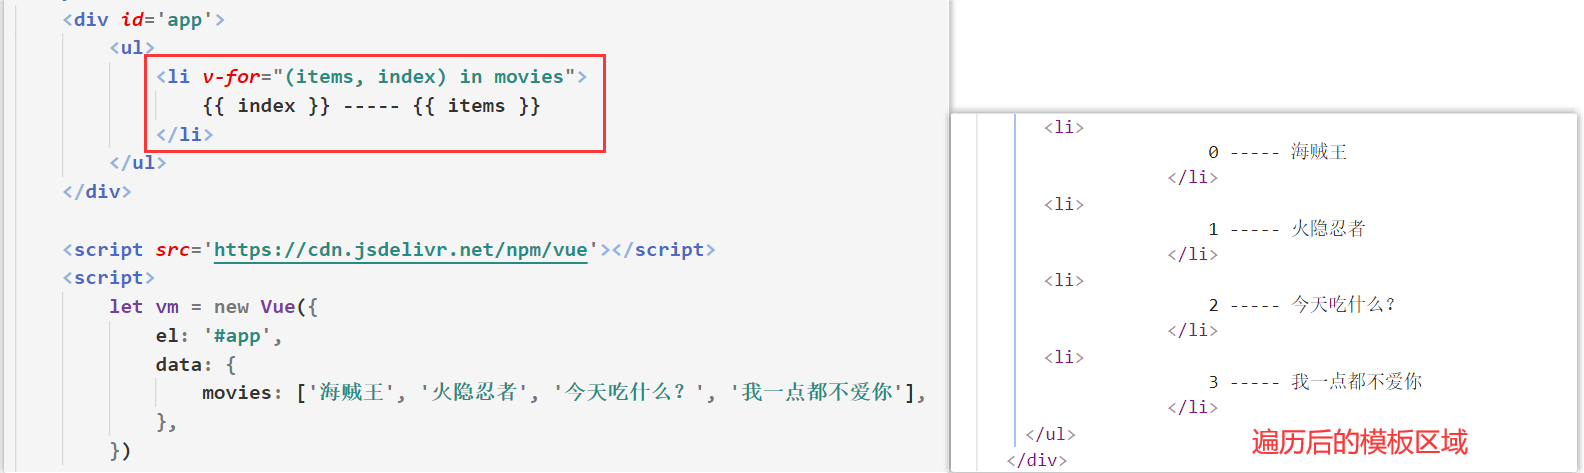 <div id='app'>
<ul>
<li v-for="(items, index) in movies">
{{ index }} ----- {{ items }}
</li>
</ul>
</div>
<script src='https://cdn.jsdelivr.net/npm/vue'></script>
<script>
let vm = new Vue({
el: '#app',
data: {
movies: ['海贼王', '火隐忍者', '今天吃什么？', '我一点都不爱你'],
},
})
<li>
0 ----- 海贼王
</li>
<li>
1 ----- 火隐忍者
</li>
<li>
2 ----- 今天吃什么？
</li>
<li>
3 ----- 我一点都不爱你
</li>
</ul>
</div>
遍历后的模板区域